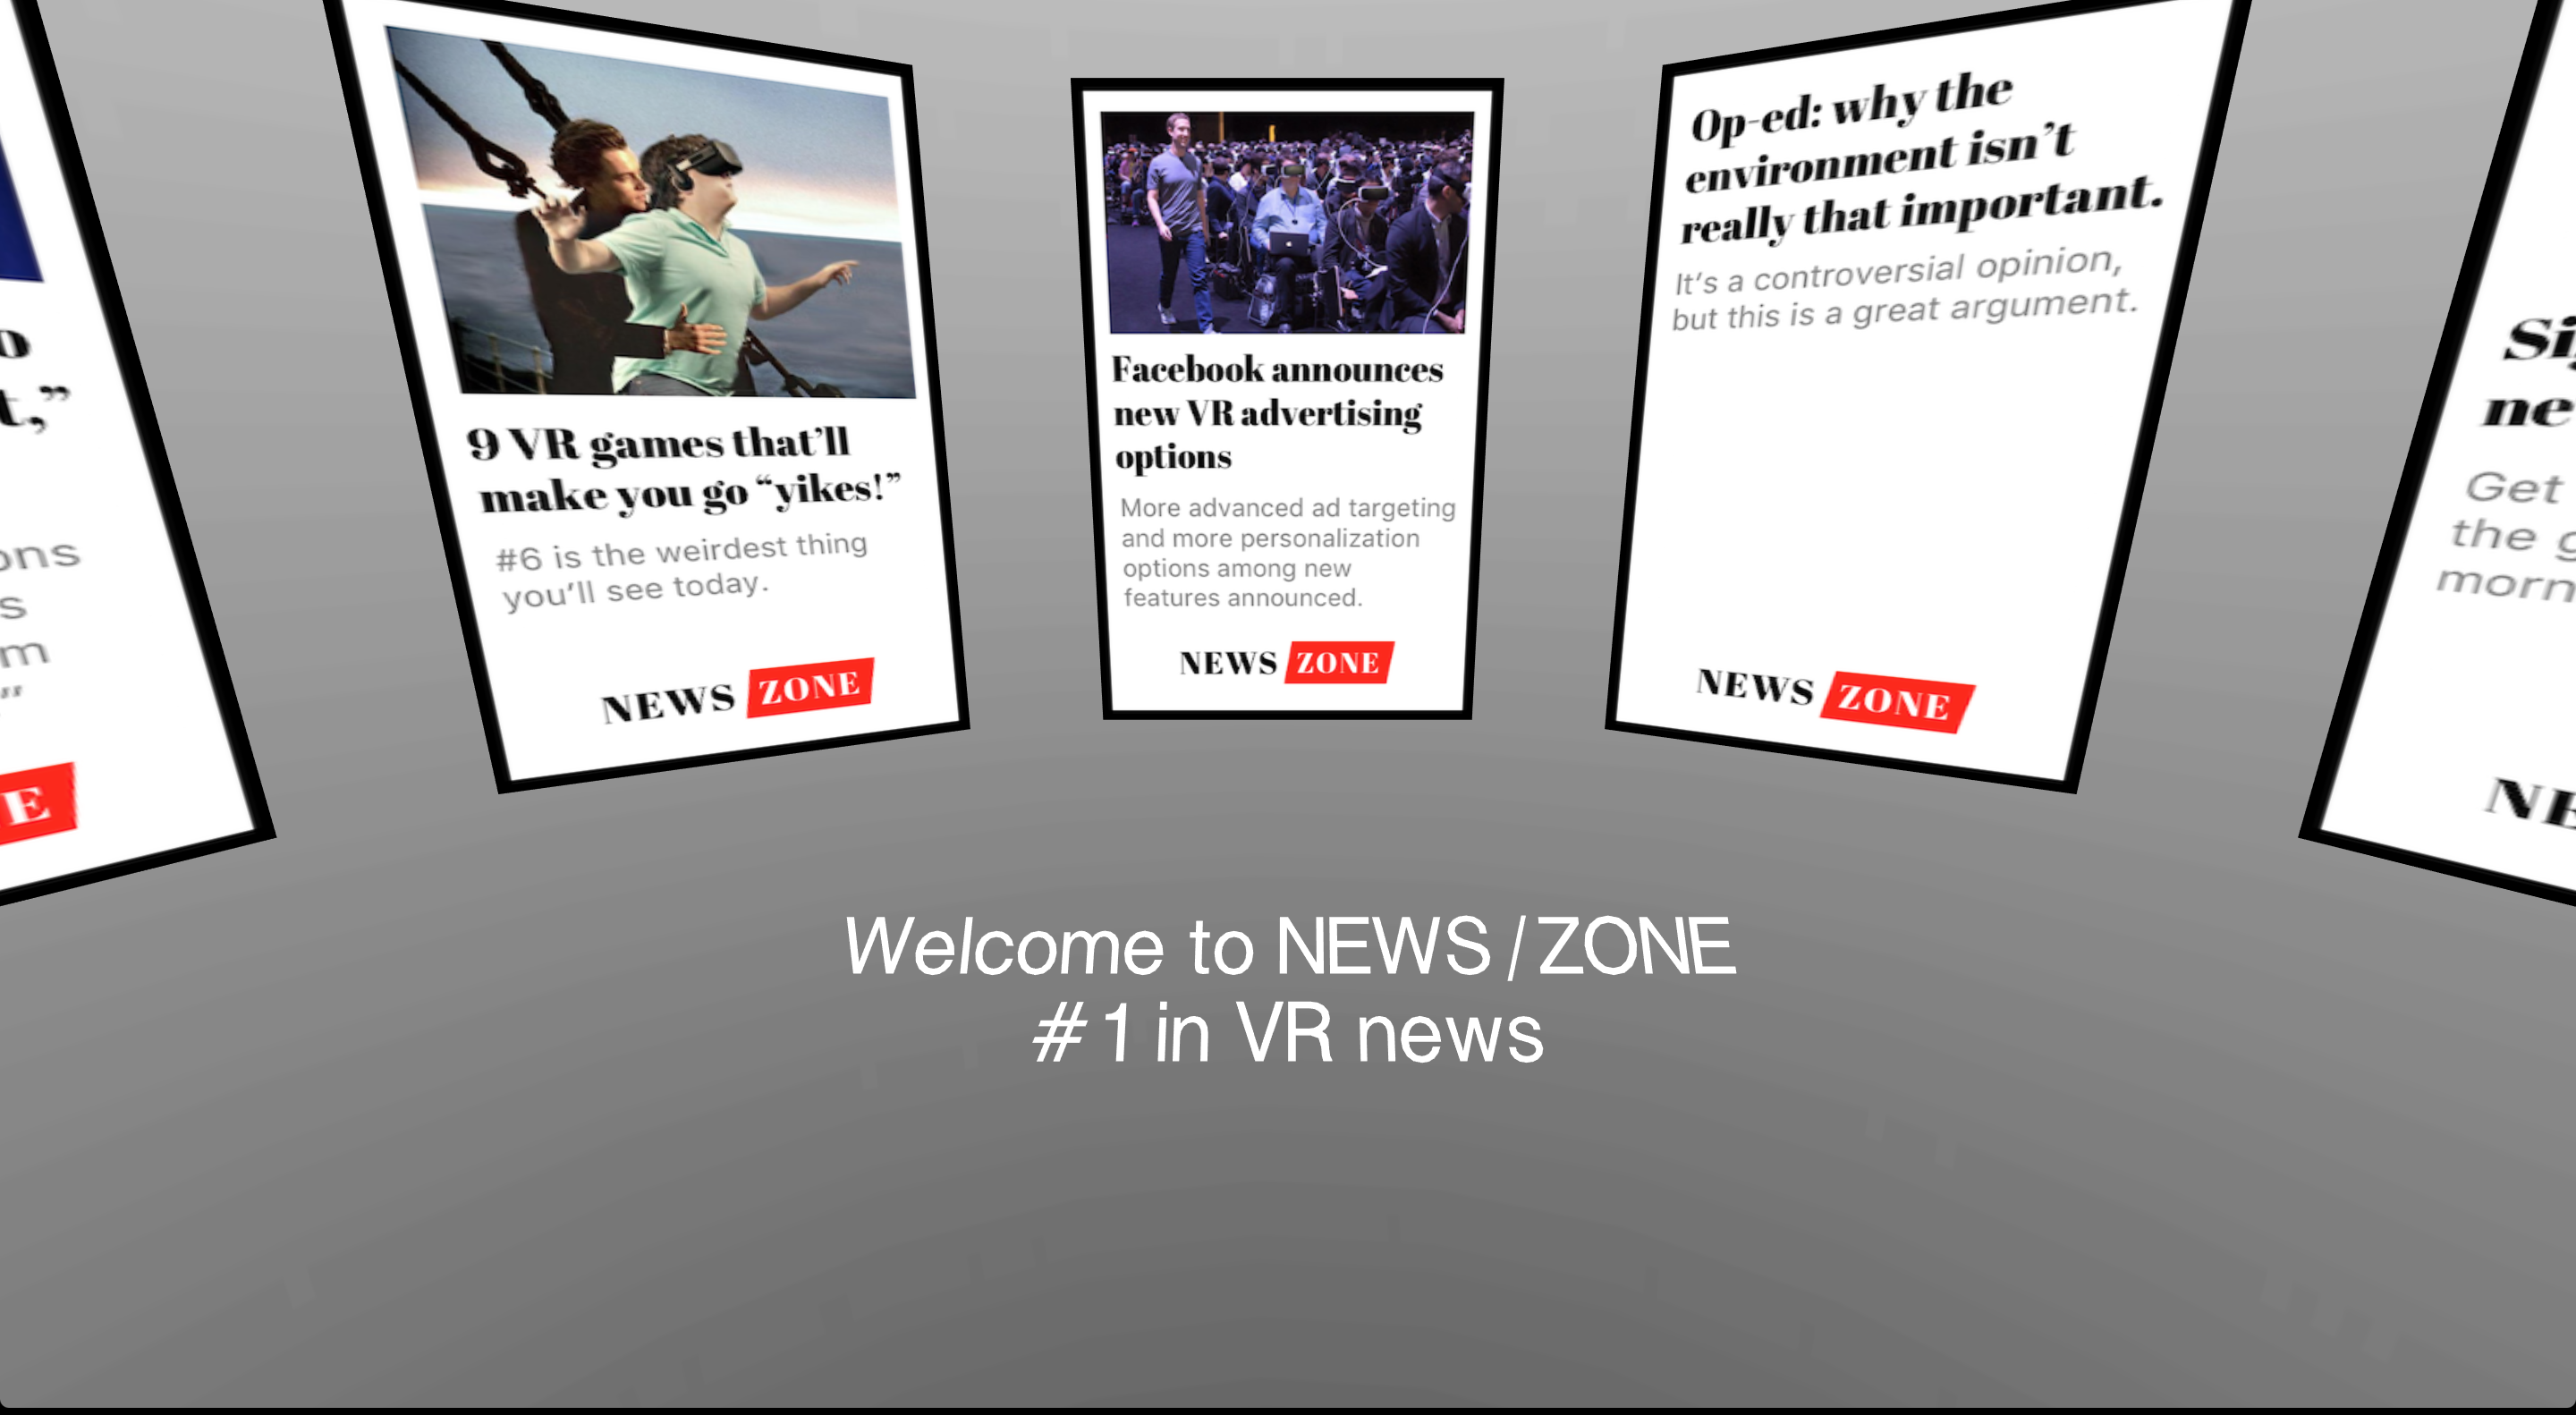 o
t,”
ons
s
m
E
9 VR games that’ll
make you go “yikes!”
#6 is the weirdest thing
you’ll see today.
NEWS ZONE
Facebook announces
new VR advertising
options
More advanced ad targeting
and more personalization
options among new
features announced.
NEWS ZONE
Op-ed: why the
environment isn’t
really that important.
It’s a controversial opinion,
but this is a great argument.
NEWS ZONE
Si
ne
Get
the g
morn
NE
Welcome to NEWS/ZONE
#1 in VR news